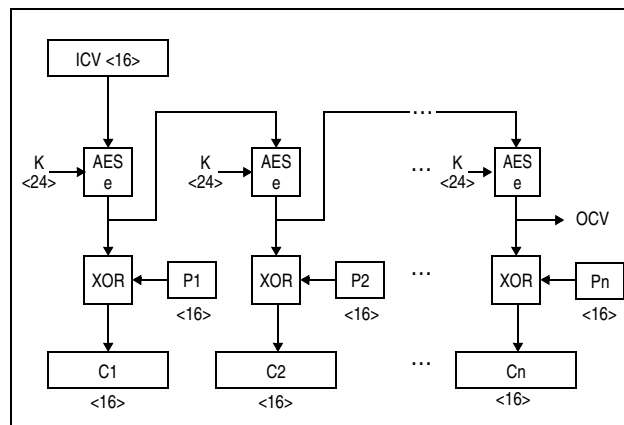 ICV <16>
...
K
<24>
AES
e
K
<24>
AES
e
...
K
<24>
AES
e
OCV
XOR
P1
XOR
P2
...
XOR
Pn
<16>
<16>
<16>
C1
C2
...
Cn
<16>
<16>
<16>